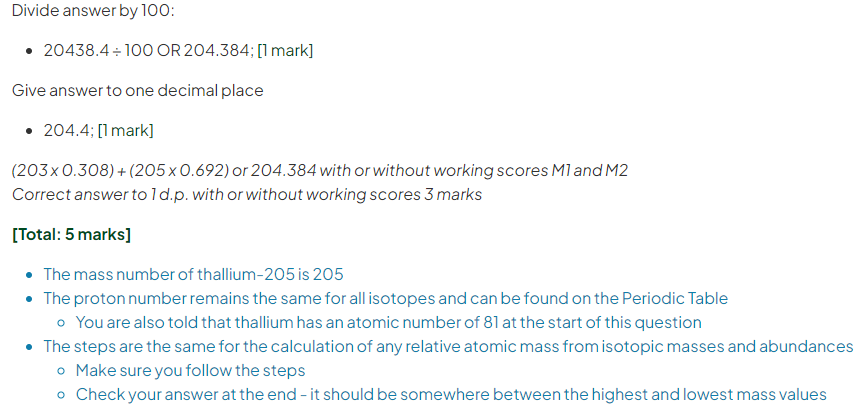 Divide answer by 100:
• 20438.4 ÷ 100 OR 204.384; [1 mark]
Give answer to one decimal place
• 204.4; [1 mark]
(203 x 0.308) + (205 x 0.692) or 204.384 with or without working scores M1 and M2
Correct answer to 1 d.p. with or without working scores 3 marks
[Total: 5 marks]
• The mass number of thallium-205 is 205
• The proton number remains the same for all isotopes and can be found on the Periodic Table
◦ You are also told that thallium has an atomic number of 81 at the start of this question
• The steps are the same for the calculation of any relative atomic mass from isotopic masses and abundances
◦ Make sure you follow the steps
◦ Check your answer at the end - it should be somewhere between the highest and lowest mass values